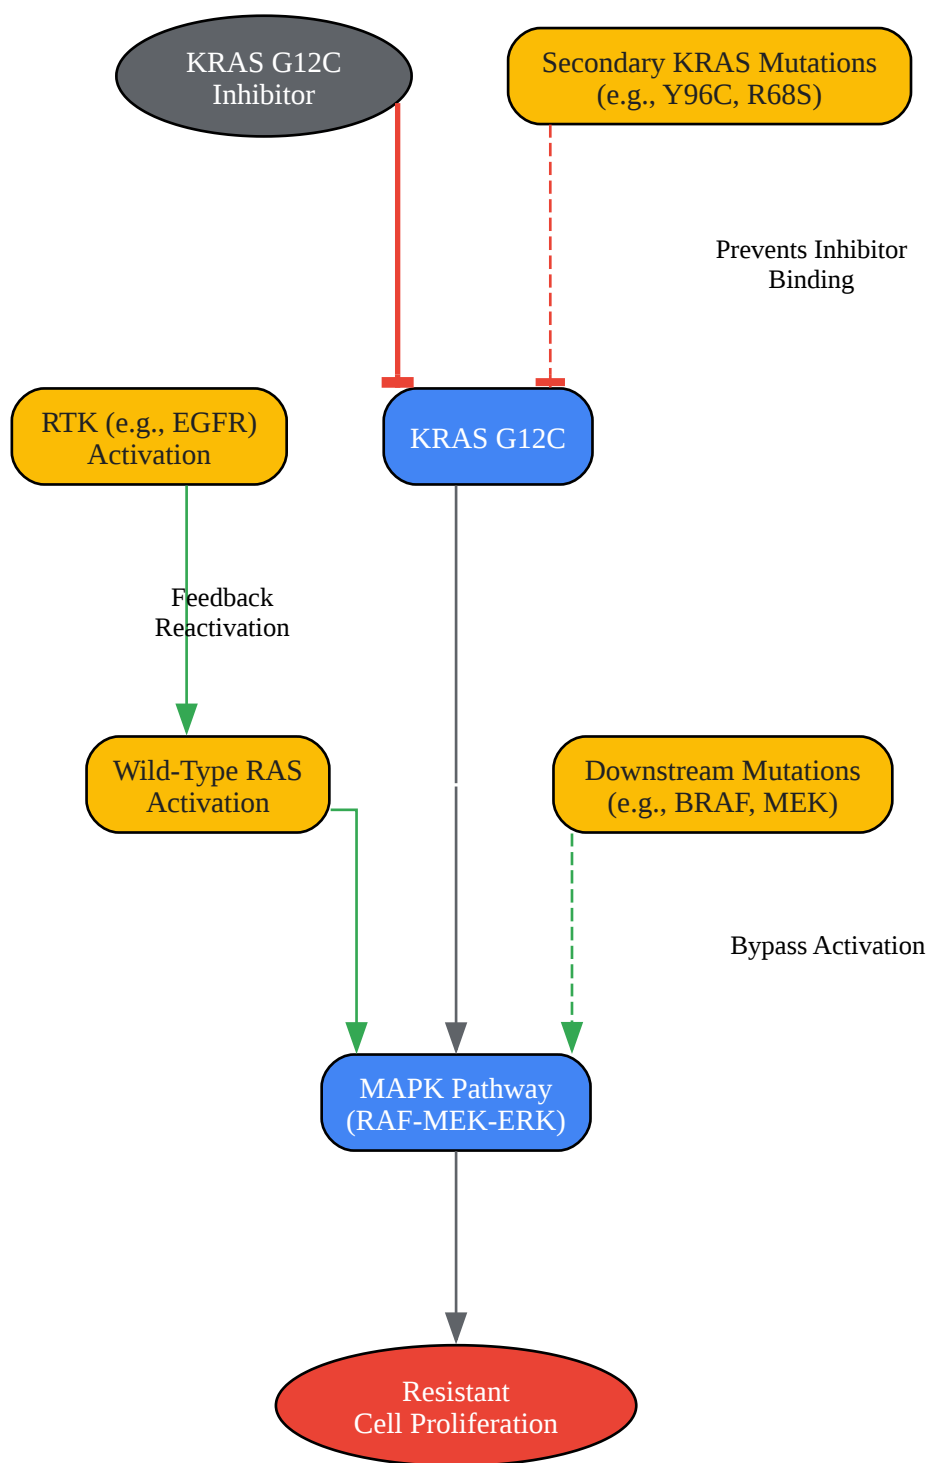 KRAS G12C
Inhibitor
Secondary KRAS Mutations
(e.g., Y96C, R68S)
Prevents Inhibitor
Binding
RTK (e.g., EGFR)
Activation
KRAS G12C
Feedback
Reactivation
Wild-Type RAS
Activation
Downstream Mutations
(e.g., BRAF, MEK)
Bypass Activation
MAPK Pathway
(RAF-MEK-ERK)
Resistant
Cell Proliferation